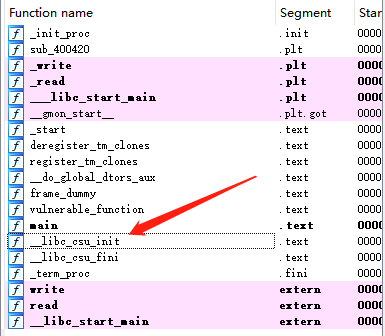 Function name Segment Star
f _init_proc .init 0000
f sub_400420 .plt 0000
f _write .plt 0000
f _read .plt 0000
f ___libc_start_main .plt 0000
f __gmon_start__ .plt.got 0000
f _start .text 0000
f deregister_tm_clones .text 0000
f register_tm_clones .text 0000
f __do_global_dtors_aux .text 0000
f frame_dummy .text 0000
f vulnerable_function .text 0000
f main .text 0000
f __libc_csu_init .text 0000
f __libc_csu_fini .text 0000
f _term_proc .fini 0000
f write extern 0000
f read extern 0000
f __libc_start_main extern 0000